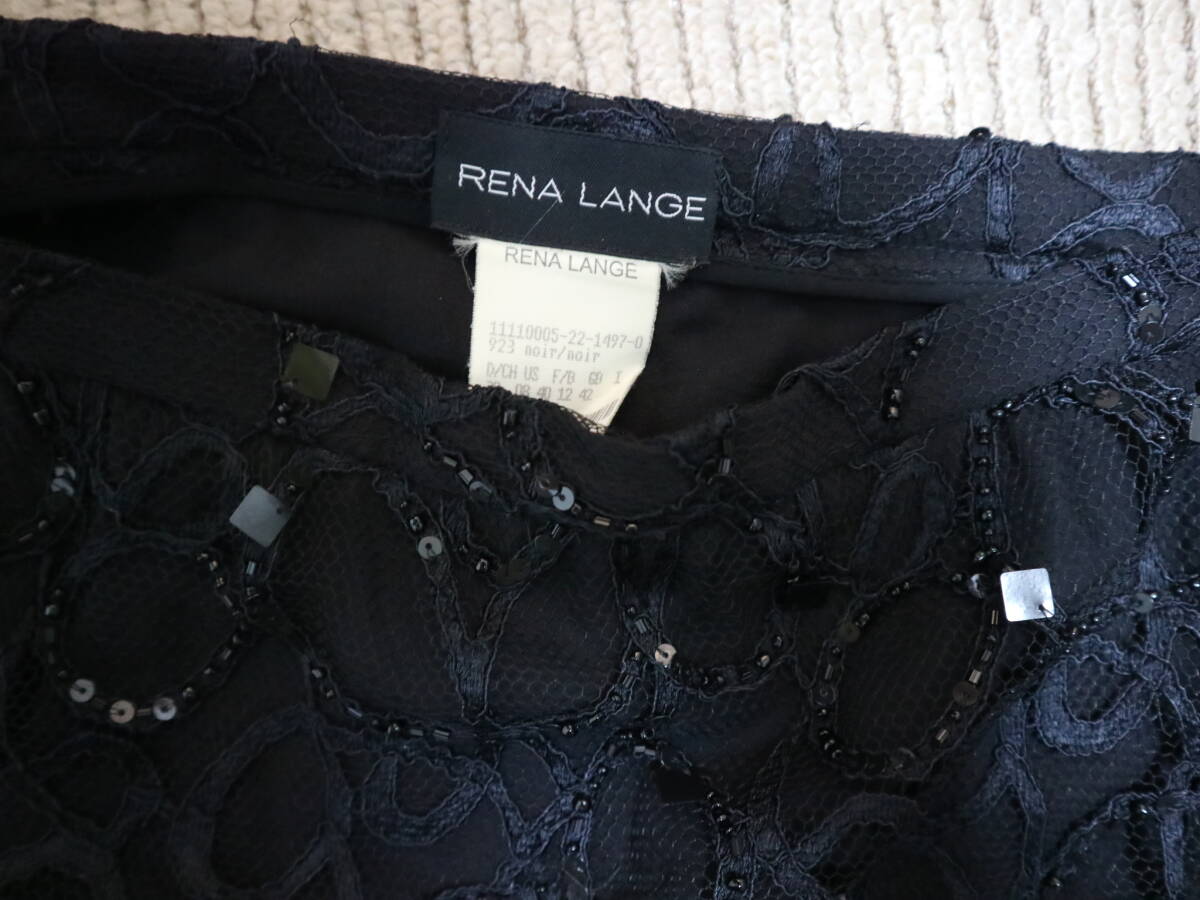 RENA LANGE
RENA LANGE
11110005-22-1497-0
923 noir/noir
D/CH US F/B GB I
08 40 12 42